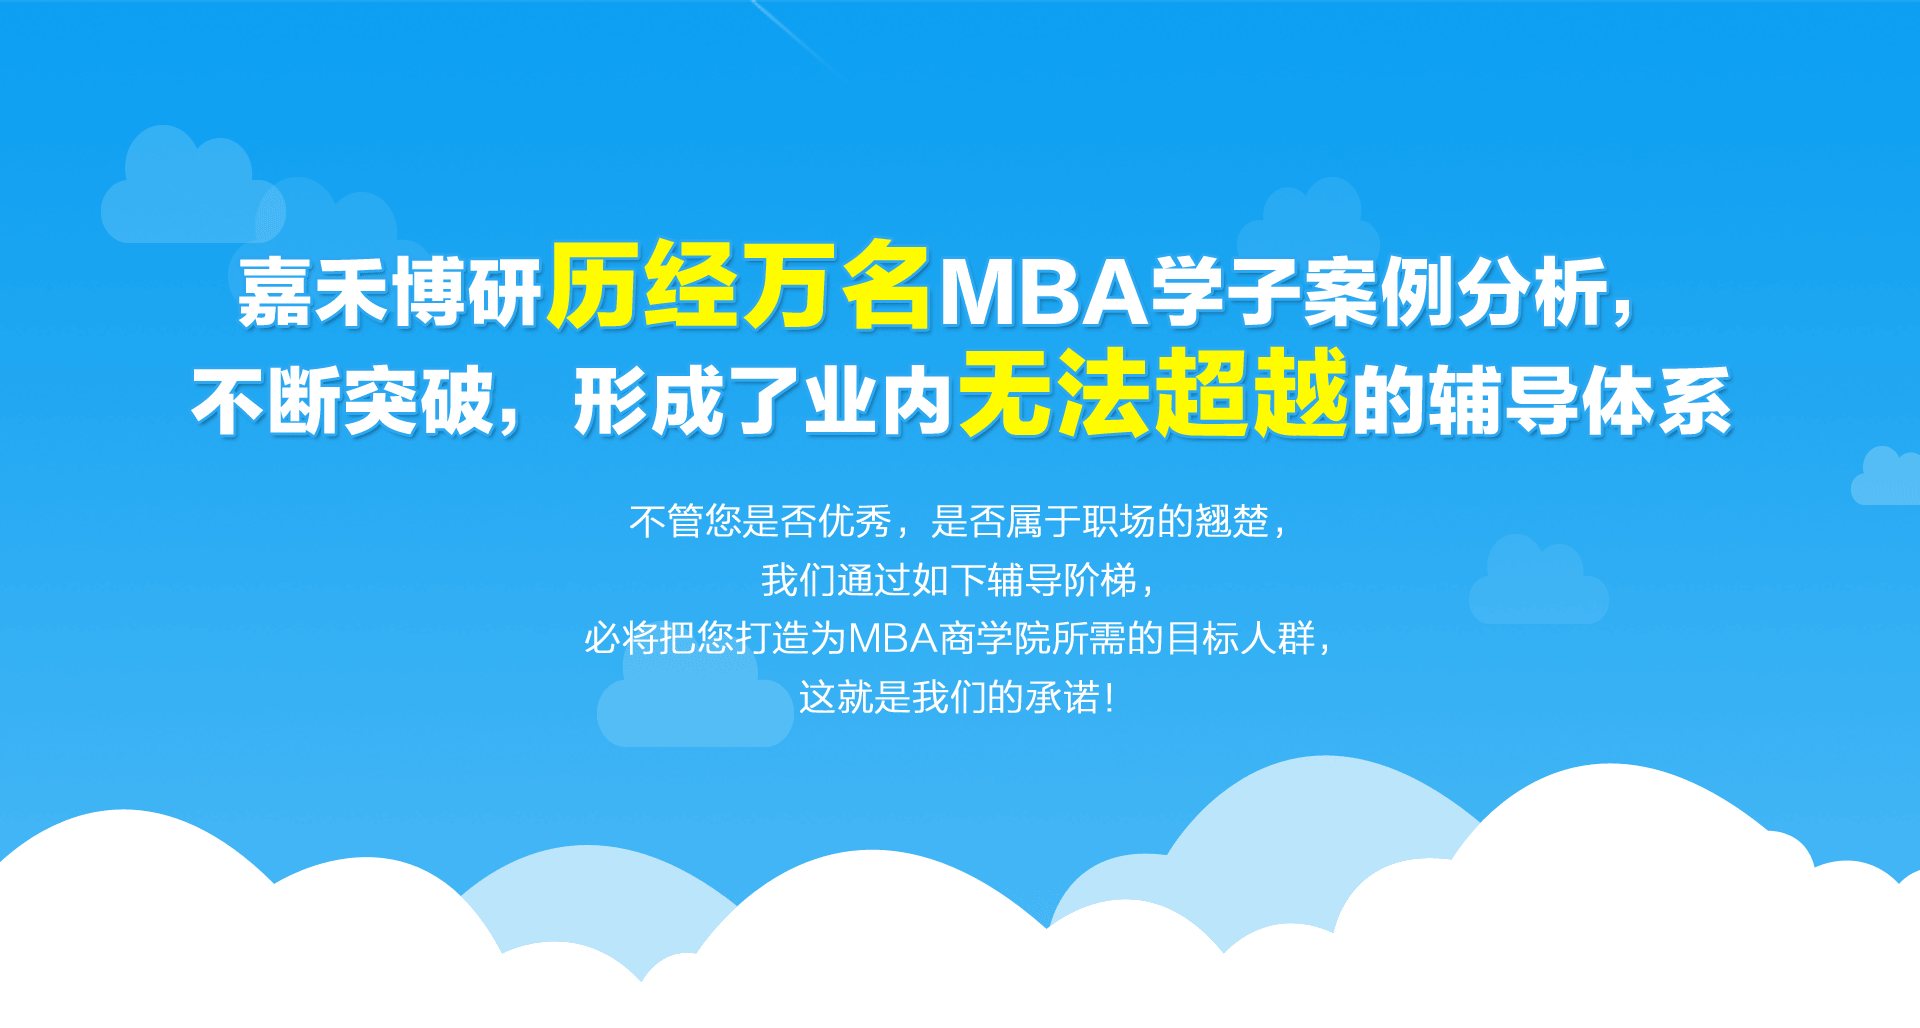 嘉禾博研历经万名MBA学子案例分析，
不断突破，形成了业内无法超越的辅导体系
不管您是否优秀，是否属于职场的翘楚，
我们通过如下辅导阶梯，
必将把您打造为MBA商学院所需的目标人群，
这就是我们的承诺！